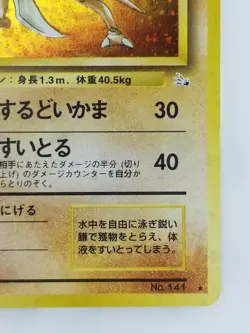 ン：身長1.3m、体重40.5kg
するどいかま 30
すいとる 40
相手にあたえたダメージの半分 (切り
上げ) のダメージカウンターを自分か
らとりのぞく。
にげる
水中を自由に泳ぎ鋭い
鎌で獲物をとらえ、体
液をすいとってしまう。
No. 141 ★